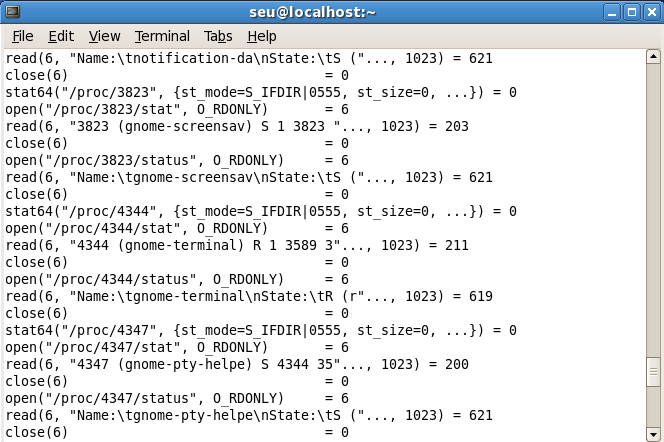 seu@localhost:~
File Edit View Terminal Tabs Help
read(6, "Name:\tnotification-da\nState:\tS ("..., 1023) = 621
close(6)                                = 0
stat64("/proc/3823", {st_mode=S_IFDIR|0555, st_size=0, ...}) = 0
open("/proc/3823/stat", O_RDONLY)       = 6
read(6, "3823 (gnome-screensav) S 1 3823 "..., 1023) = 203
close(6)                                = 0
open("/proc/3823/status", O_RDONLY)     = 6
read(6, "Name:\tgnome-screensav\nState:\tS ("..., 1023) = 621
close(6)                                = 0
stat64("/proc/4344", {st_mode=S_IFDIR|0555, st_size=0, ...}) = 0
open("/proc/4344/stat", O_RDONLY)       = 6
read(6, "4344 (gnome-terminal) R 1 3589 3"..., 1023) = 211
close(6)                                = 0
open("/proc/4344/status", O_RDONLY)     = 6
read(6, "Name:\tgnome-terminal\nState:\tR (r"..., 1023) = 619
close(6)                                = 0
stat64("/proc/4347", {st_mode=S_IFDIR|0555, st_size=0, ...}) = 0
open("/proc/4347/stat", O_RDONLY)       = 6
read(6, "4347 (gnome-pty-helpe) S 4344 35"..., 1023) = 200
close(6)                                = 0
open("/proc/4347/status", O_RDONLY)     = 6
read(6, "Name:\tgnome-pty-helpe\nState:\tS ("..., 1023) = 621
close(6)                                = 0